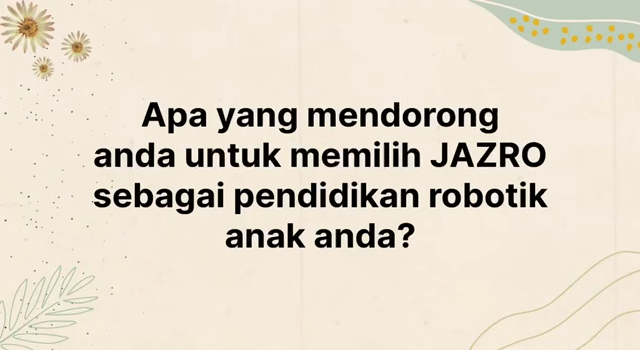 Apa yang mendorong
anda untuk memilih JAZRO
sebagai pendidikan robotik
anak anda?